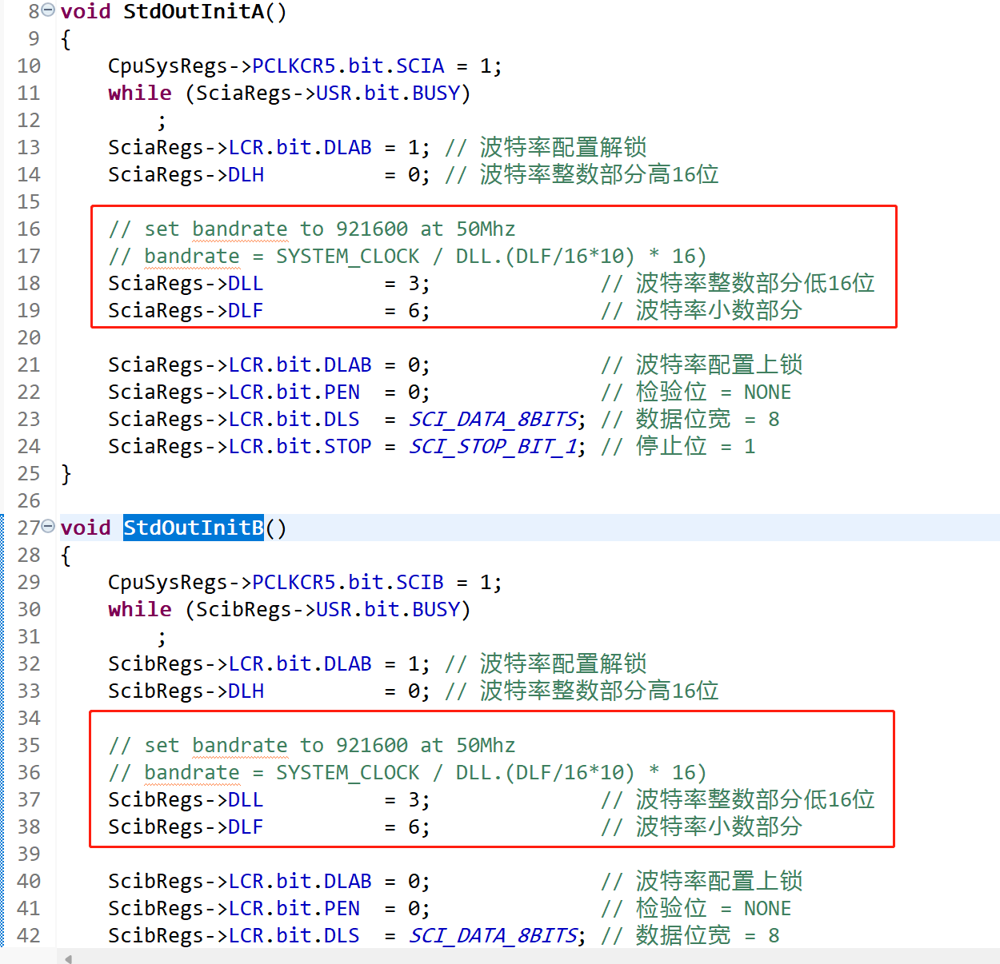 8 void StdOutInitA()
9 {
10 CpuSysRegs->PCLKCR5.bit.SCIA = 1;
11 while (SciaRegs->USR.bit.BUSY)
12 ;
13 SciaRegs->LCR.bit.DLAB = 1; // 波特率配置解锁
14 SciaRegs->DLH = 0; // 波特率整数部分高16位
15
16 // set bandrate to 921600 at 50Mhz
17 // bandrate = SYSTEM_CLOCK / DLL.(DLF/16*10) * 16)
18 SciaRegs->DLL = 3; // 波特率整数部分低16位
19 SciaRegs->DLF = 6; // 波特率小数部分
20
21 SciaRegs->LCR.bit.DLAB = 0; // 波特率配置上锁
22 SciaRegs->LCR.bit.PEN = 0; // 检验位 = NONE
23 SciaRegs->LCR.bit.DLS = SCI_DATA_8BITS; // 数据位宽 = 8
24 SciaRegs->LCR.bit.STOP = SCI_STOP_BIT_1; // 停止位 = 1
25 }
26
27 void StdOutInitB()
28 {
29 CpuSysRegs->PCLKCR5.bit.SCIB = 1;
30 while (ScibRegs->USR.bit.BUSY)
31 ;
32 ScibRegs->LCR.bit.DLAB = 1; // 波特率配置解锁
33 ScibRegs->DLH = 0; // 波特率整数部分高16位
34
35 // set bandrate to 921600 at 50Mhz
36 // bandrate = SYSTEM_CLOCK / DLL.(DLF/16*10) * 16)
37 ScibRegs->DLL = 3; // 波特率整数部分低16位
38 ScibRegs->DLF = 6; // 波特率小数部分
39
40 ScibRegs->LCR.bit.DLAB = 0; // 波特率配置上锁
41 ScibRegs->LCR.bit.PEN = 0; // 检验位 = NONE
42 ScibRegs->LCR.bit.DLS = SCI_DATA_8BITS; // 数据位宽 = 8